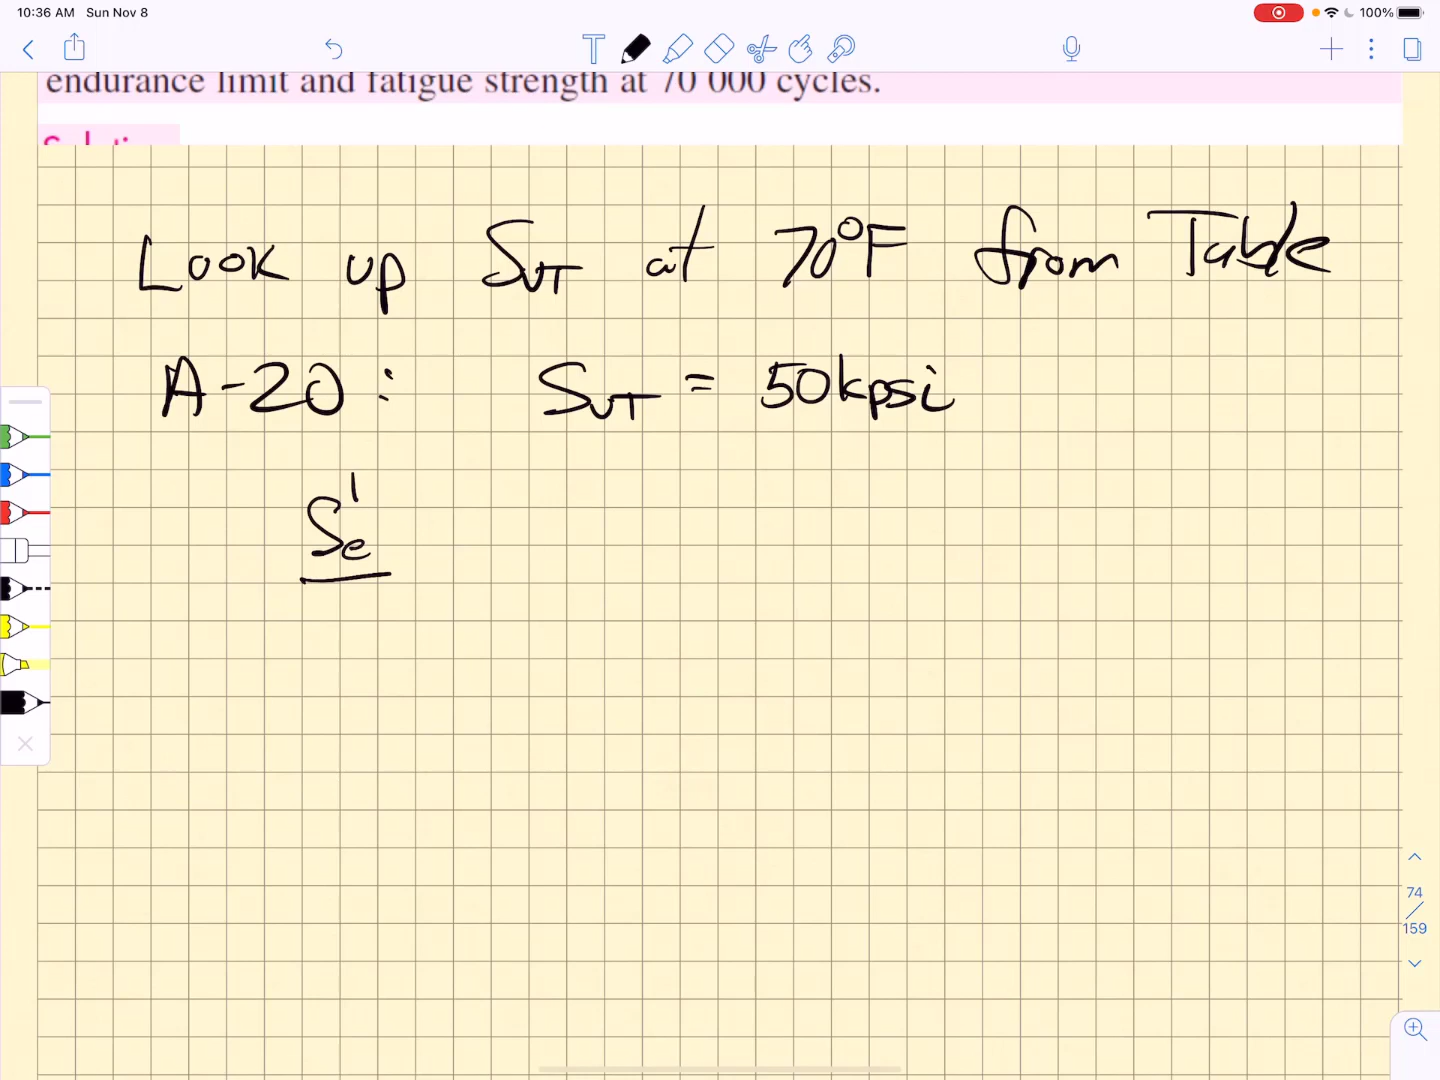 10:36 AM Sun Nov 8
100%
endurance limit and fatigue strength at 70 000 cycles.
Look up SUT at 70°F from Table
A-20: SUT = 50kpsi
Se'
74
/
159